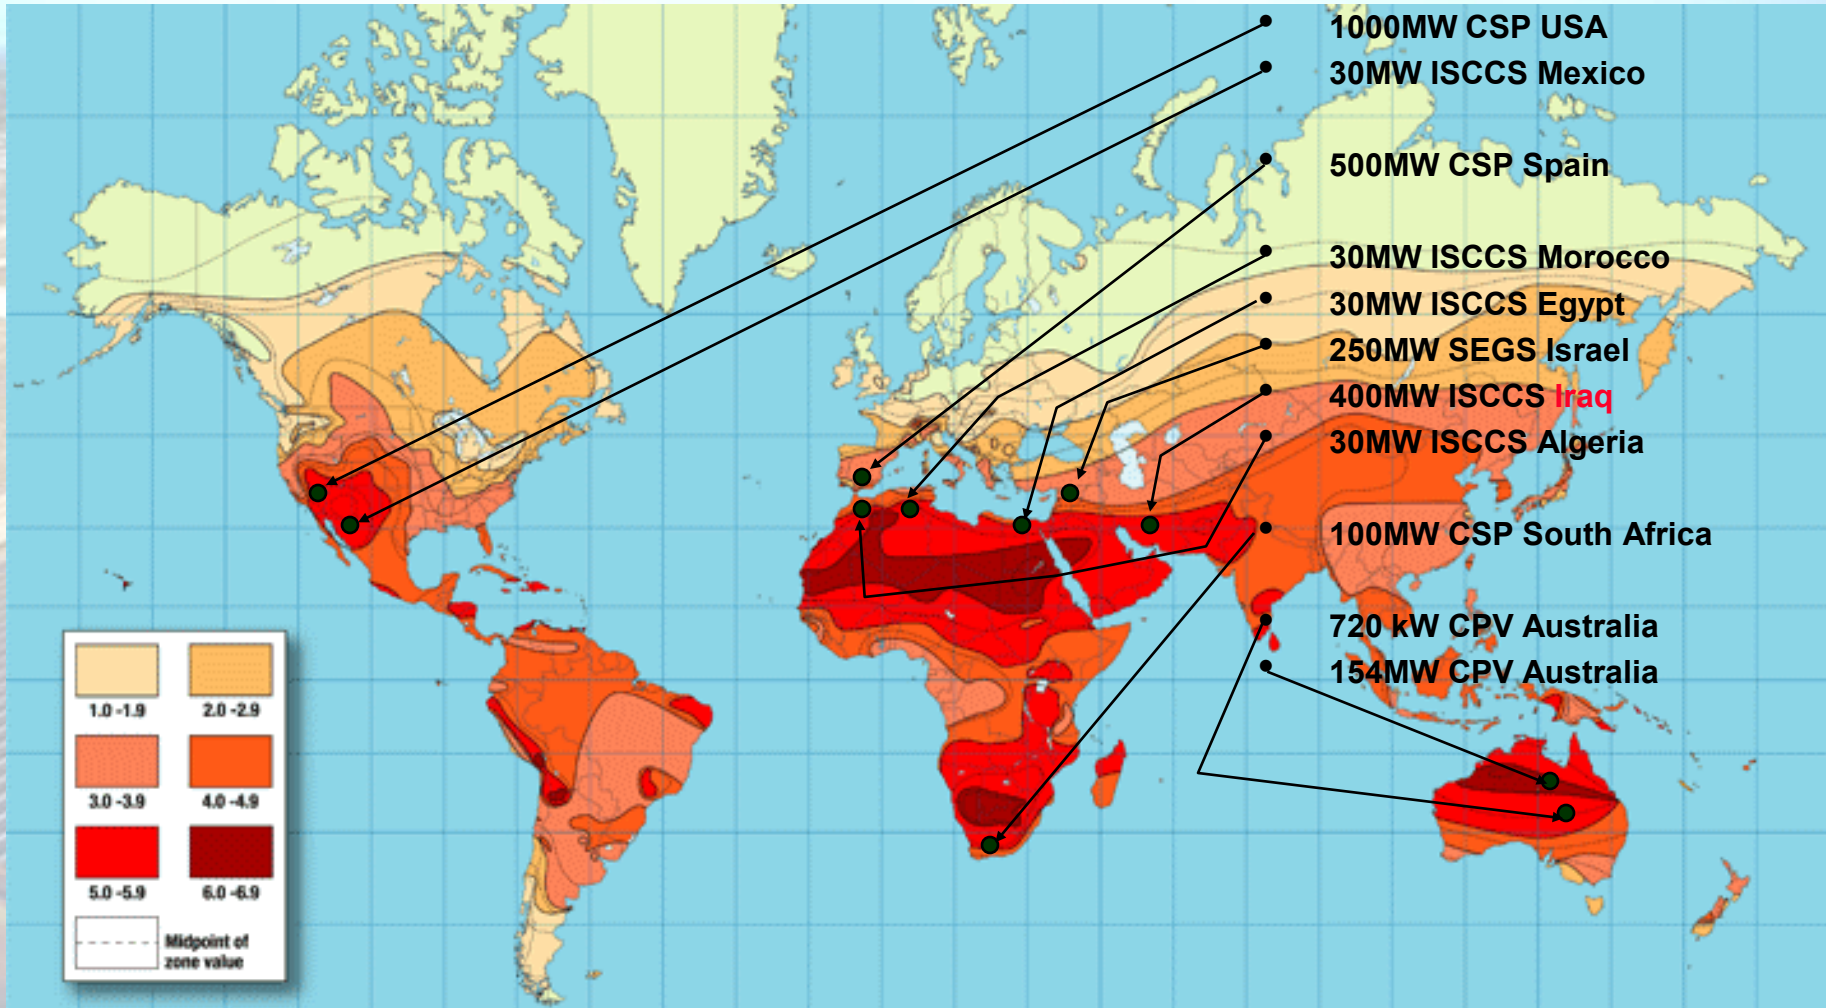 1000MW CSP USA
30MW ISCCS Mexico
500MW CSP Spain
30MW ISCCS Morocco
30MW ISCCS Egypt
250MW SEGS Israel
400MW ISCCS Iraq
30MW ISCCS Algeria
100MW CSP South Africa
720 kW CPV Australia
154MW CPV Australia
1.0 -1.9
2.0 -2.9
3.0 -3.9
4.0 -4.9
5.0 -5.9
6.0 -6.9
Midpoint of
zone value